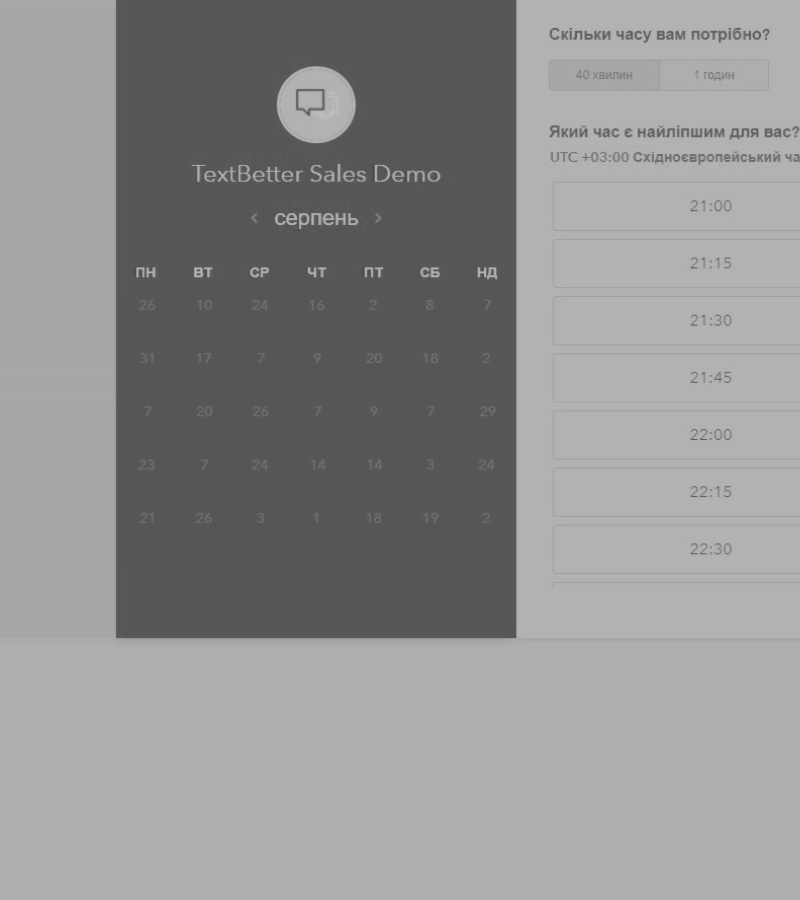 TextBetter Sales Demo
‹ серпень ›
ПН ВТ СР ЧТ ПТ СБ НД
26 10 24 16 2 8 7
31 17 7 9 20 18 2
7 20 26 7 9 7 29
23 7 24 14 14 3 24
21 26 3 1 18 19 2
Скільки часу вам потрібно?
40 хвилин 1 годин
Який час є найліпшим для вас?
UTC +03:00 Східноєвропейський ча
21:00
21:15
21:30
21:45
22:00
22:15
22:30